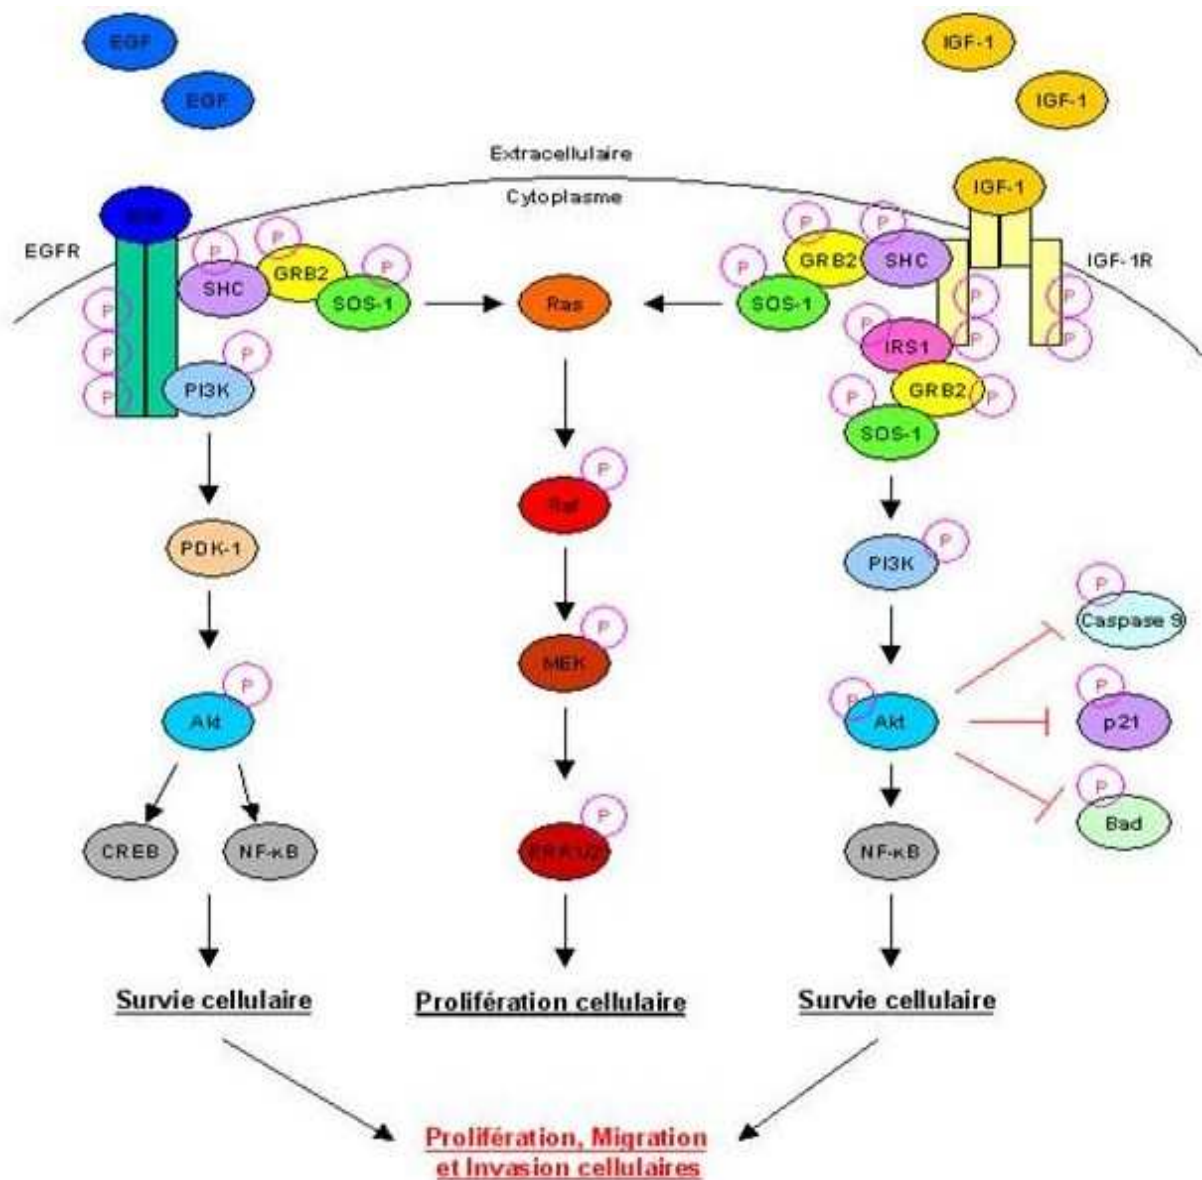 EGF
EGF
IGF-1
IGF-1
Extracellulaire
Cytoplasme
EGFR
IGF-1
IGF-1R
P
P
P
SHC
GRB2
SOS-1
Ras
P
P
P
SOS-1
GRB2
SHC
P
P
P
P
PI3K
P
P
P
P
P
IRS1
GRB2
P
P
SOS-1
PDK-1
Raf
P
PI3K
P
MEK
P
Akt
P
Akt
P
Caspase 9
P
p21
P
Bad
P
CREB
NF-κB
ERK1/2
P
NF-κB
Survie cellulaire
Prolifération cellulaire
Survie cellulaire
Prolifération, Migration
et Invasion cellulaires